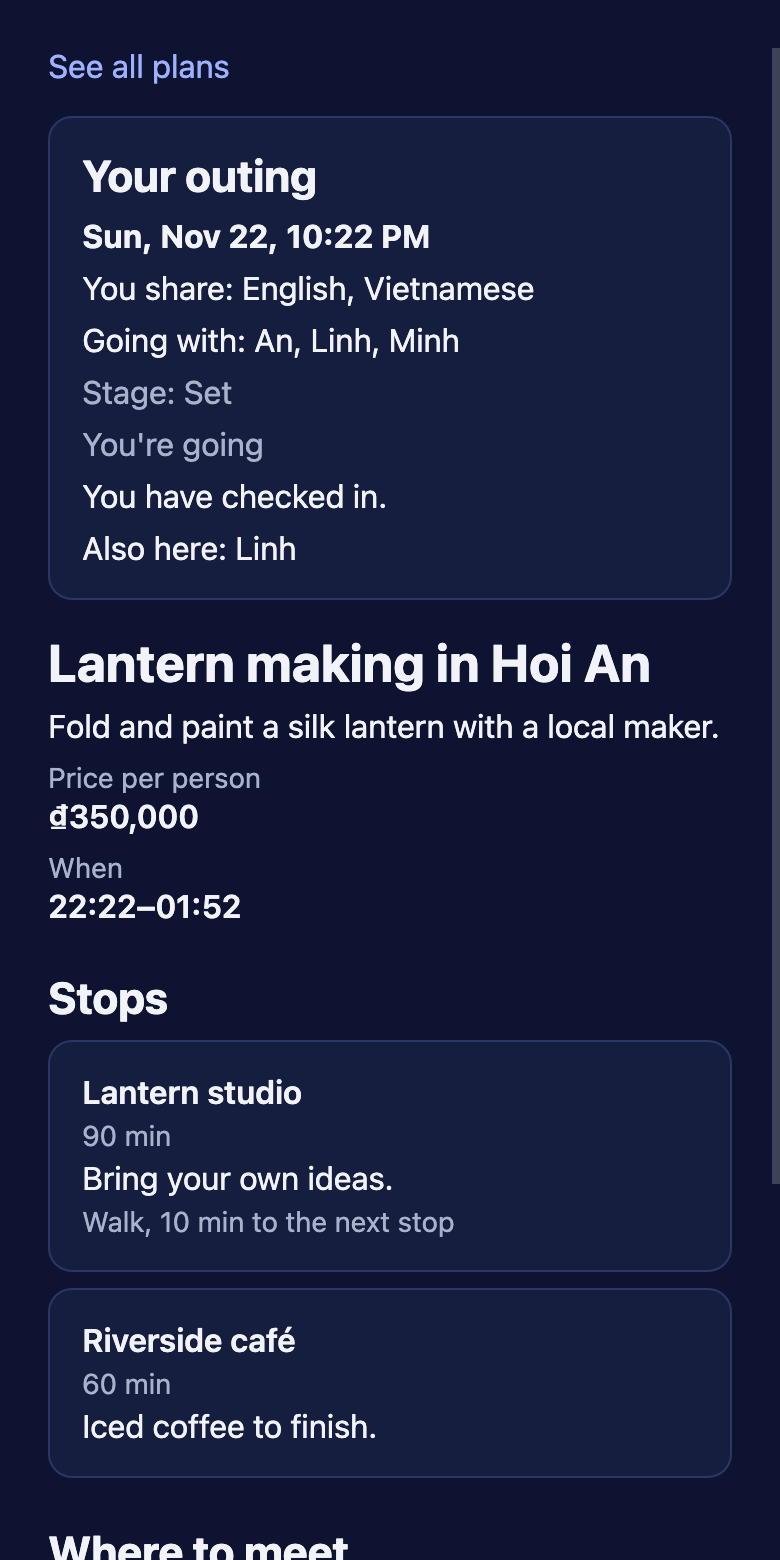 See all plans
Your outing
Sun, Nov 22, 10:22 PM
You share: English, Vietnamese
Going with: An, Linh, Minh
Stage: Set
You're going
You have checked in.
Also here: Linh
Lantern making in Hoi An
Fold and paint a silk lantern with a local maker.
Price per person
₫350,000
When
22:22–01:52
Stops
Lantern studio
90 min
Bring your own ideas.
Walk, 10 min to the next stop
Riverside café
60 min
Iced coffee to finish.
Where to meet